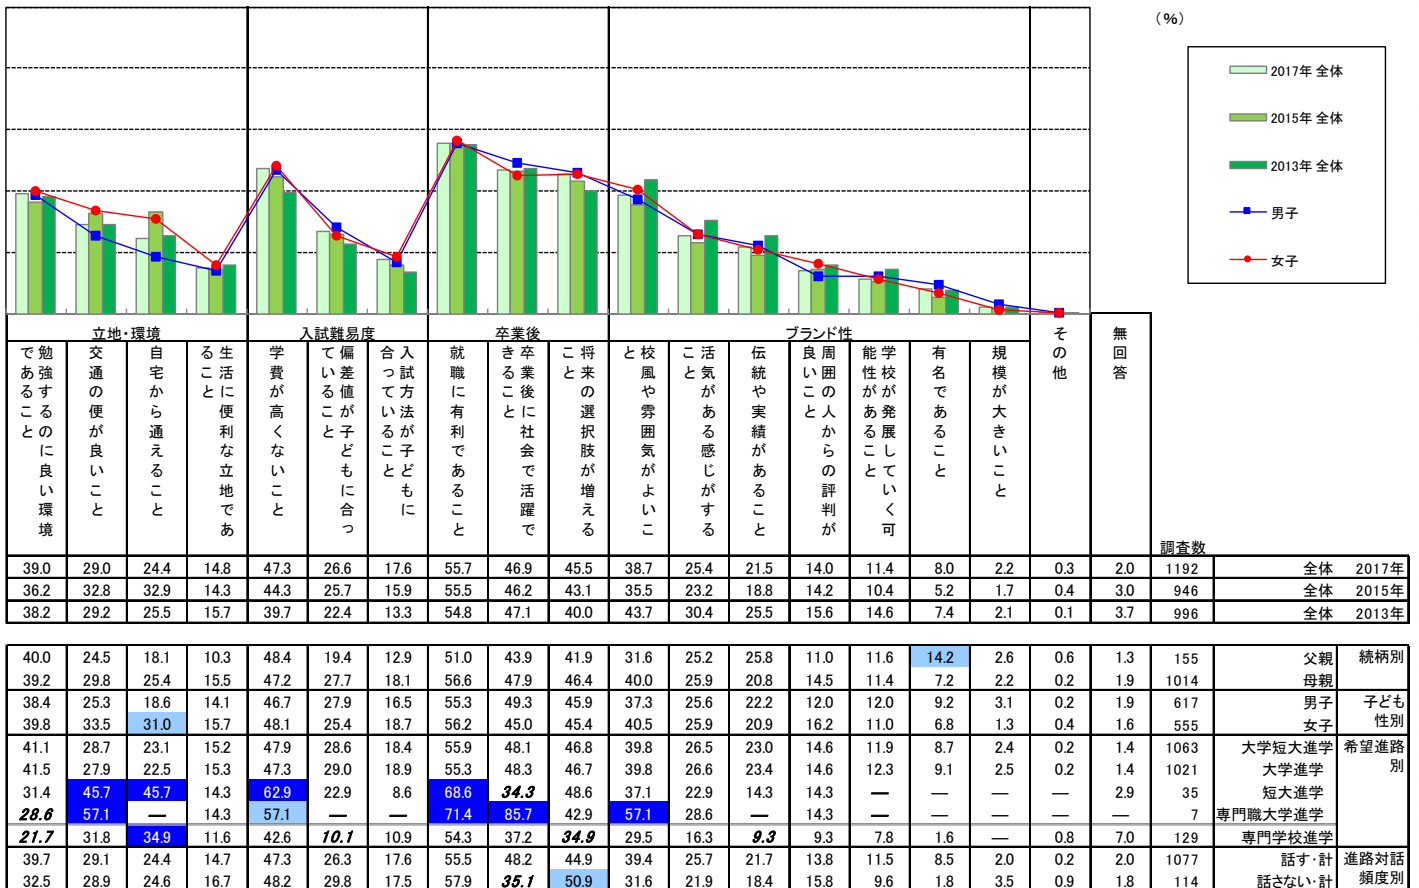 （%）
2017年 全体
2015年 全体
2013年 全体
男子
女子
立地・環境
入試難易度
卒業後
ブランド性
その他
無回答
勉強するのに良い環境であること
交通の便が良いこと
自宅から通えること
生活に便利な立地であること
学費が高くないこと
偏差値が子どもに合っていること
入試方法が子どもに合っていること
就職に有利であること
卒業後に社会で活躍できること
将来の選択肢が増えること
校風や雰囲気がよいこと
活気がある感じがすること
伝統や実績があること
周囲の人からの評判が良いこと
学校が発展していく可能性があること
有名であること
規模が大きいこと
調査数
39.0 29.0 24.4 14.8 47.3 26.6 17.6 55.7 46.9 45.5 38.7 25.4 21.5 14.0 11.4 8.0 2.2 0.3 2.0 1192 全体 2017年
36.2 32.8 32.9 14.3 44.3 25.7 15.9 55.5 46.2 43.1 35.5 23.2 18.8 14.2 10.4 5.2 1.7 0.4 3.0 946 全体 2015年
38.2 29.2 25.5 15.7 39.7 22.4 13.3 54.8 47.1 40.0 43.7 30.4 25.5 15.6 14.6 7.4 2.1 0.1 3.7 996 全体 2013年
40.0 24.5 18.1 10.3 48.4 19.4 12.9 51.0 43.9 41.9 31.6 25.2 25.8 11.0 11.6 14.2 2.6 0.6 1.3 155 父親 続柄別
39.2 29.8 25.4 15.5 47.2 27.7 18.1 56.6 47.9 46.4 40.0 25.9 20.8 14.5 11.4 7.2 2.2 0.2 1.9 1014 母親
38.4 25.3 18.6 14.1 46.7 27.9 16.5 55.3 49.3 45.9 37.3 25.6 22.2 12.0 12.0 9.2 3.1 0.2 1.9 617 男子 子ども
39.8 33.5 31.0 15.7 48.1 25.4 18.7 56.2 45.0 45.4 40.5 25.9 20.9 16.2 11.0 6.8 1.3 0.4 1.6 555 女子 性別
41.1 28.7 23.1 15.2 47.9 28.6 18.4 55.9 48.1 46.8 39.8 26.5 23.0 14.6 11.9 8.7 2.4 0.2 1.4 1063 大学短大進学 希望進路
41.5 27.9 22.5 15.3 47.3 29.0 18.9 55.3 48.3 46.7 39.8 26.6 23.4 14.6 12.3 9.1 2.5 0.2 1.4 1021 大学進学 別
31.4 45.7 45.7 14.3 62.9 22.9 8.6 68.6 34.3 48.6 37.1 22.9 14.3 14.3 — — — — 2.9 35 短大進学
28.6 57.1 — 14.3 57.1 — — 71.4 85.7 42.9 57.1 28.6 — 14.3 — — — — — 7 専門職大学進学
21.7 31.8 34.9 11.6 42.6 10.1 10.9 54.3 37.2 34.9 29.5 16.3 9.3 9.3 7.8 1.6 — 0.8 7.0 129 専門学校進学
39.7 29.1 24.4 14.7 47.3 26.3 17.6 55.5 48.2 44.9 39.4 25.7 21.7 13.8 11.5 8.5 2.0 0.2 2.0 1077 話す・計 進路対話
32.5 28.9 24.6 16.7 48.2 29.8 17.5 57.9 35.1 50.9 31.6 21.9 18.4 15.8 9.6 1.8 3.5 0.9 1.8 114 話さない・計 頻度別